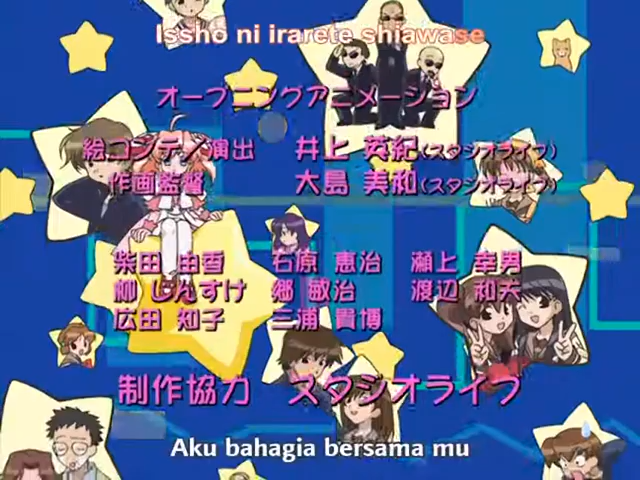 Issho ni irarete shiawase
オープニングアニメーション
絵コンテ/演出 井上 英紀(スタジオライブ)
作画監督 大島 美和(スタジオライブ)
柴田 由香 石原 恵治 瀬上 幸男
柳 じんすけ 郷 敏治 渡辺 和夫
広田 知子 三浦 貢博
制作協力 スタジオライブ
Aku bahagia bersama mu